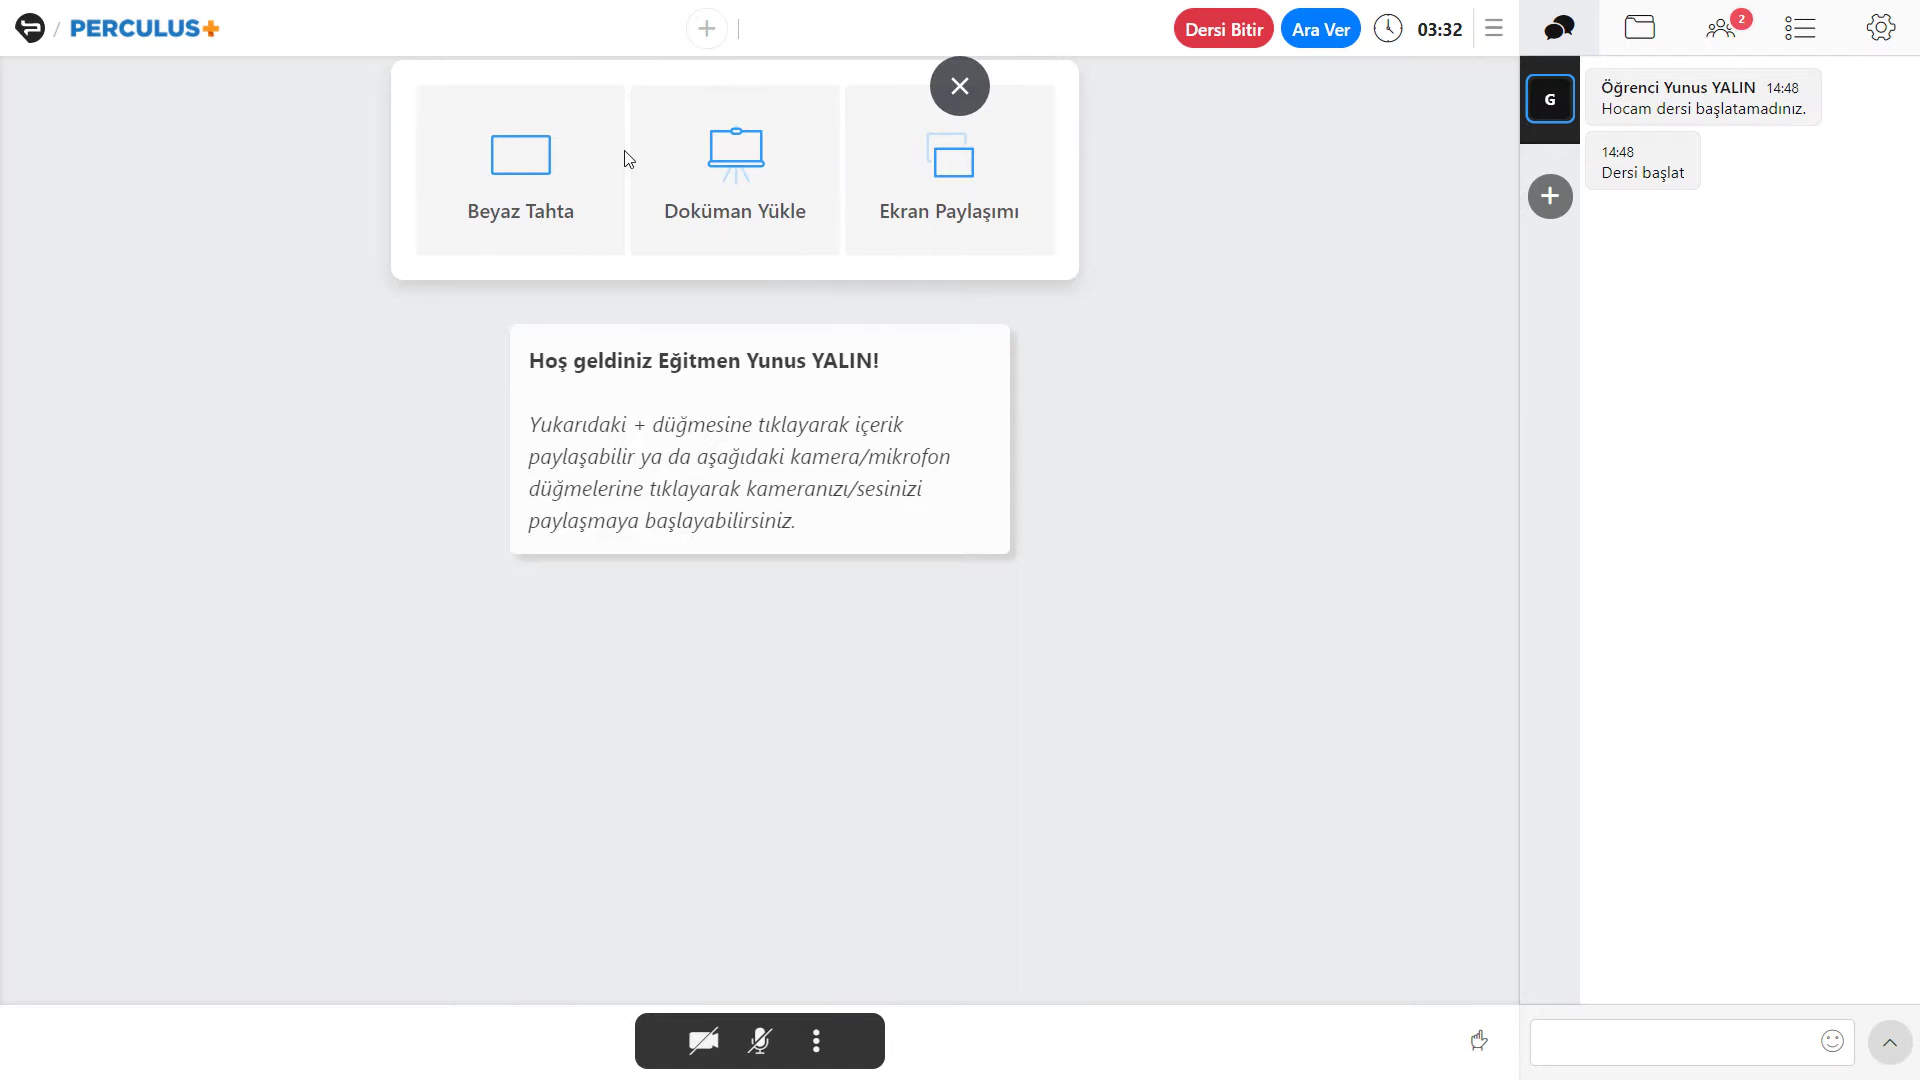 / PERCULUS+
Dersi Bitir
Ara Ver
03:32
2
Beyaz Tahta
Doküman Yükle
Ekran Paylaşımı
Hoş geldiniz Eğitmen Yunus YALIN!
Yukarıdaki + düğmesine tıklayarak içerik
paylaşabilir ya da aşağıdaki kamera/mikrofon
düğmelerine tıklayarak kameranızı/sesinizi
paylaşmaya başlayabilirsiniz.
G
Öğrenci Yunus YALIN 14:48
Hocam dersi başlatamadınız.
14:48
Dersi başlat